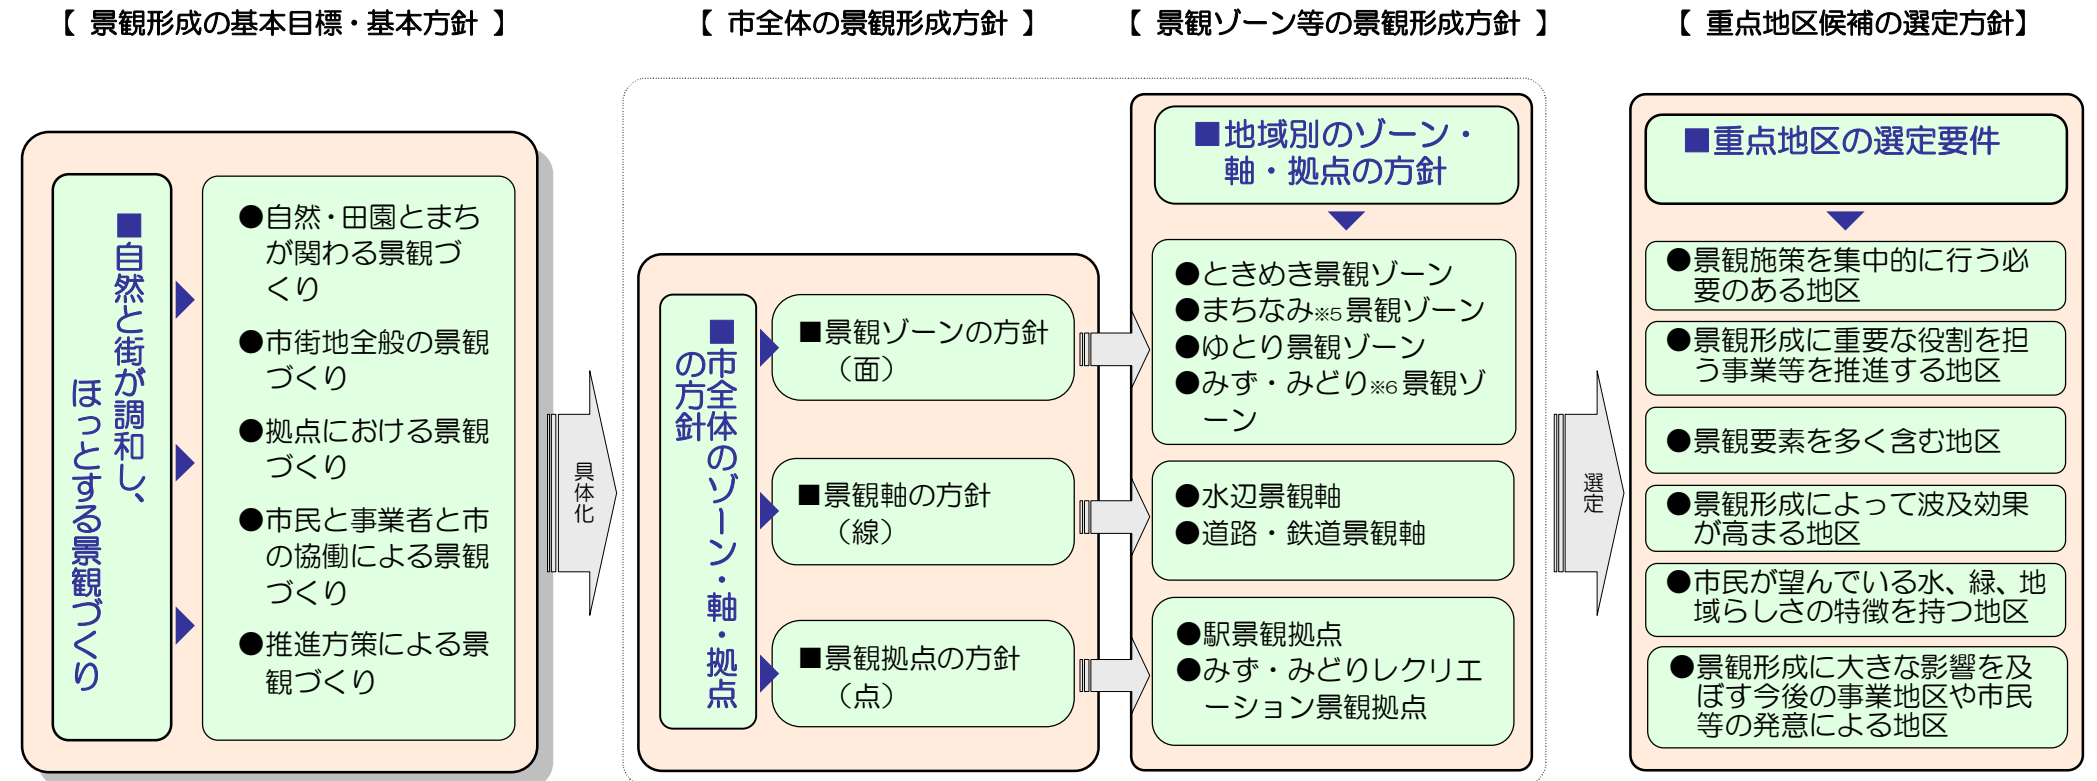 【 景観形成の基本目標・基本方針 】
【 市全体の景観形成方針 】
【 景観ゾーン等の景観形成方針 】
【 重点地区候補の選定方針】
■自然と街が調和し、
ほっとする景観づくり
●自然・田園とまち
が関わる景観づ
くり
●市街地全般の景観
づくり
●拠点における景観
づくり
●市民と事業者と市
の協働による景観
づくり
●推進方策による景
観づくり
具体化
■市全体のゾーン・軸・拠点
の方針
■景観ゾーンの方針
（面）
■景観軸の方針
（線）
■景観拠点の方針
（点）
■地域別のゾーン・
軸・拠点の方針
●ときめき景観ゾーン
●まちなみ※5景観ゾーン
●ゆとり景観ゾーン
●みず・みどり※6景観ゾ
ーン
●水辺景観軸
●道路・鉄道景観軸
●駅景観拠点
●みず・みどりレクリエ
ーション景観拠点
選定
■重点地区の選定要件
●景観施策を集中的に行う必
要のある地区
●景観形成に重要な役割を担
う事業等を推進する地区
●景観要素を多く含む地区
●景観形成によって波及効果
が高まる地区
●市民が望んでいる水、緑、地
域らしさの特徴を持つ地区
●景観形成に大きな影響を及
ぼす今後の事業地区や市民
等の発意による地区